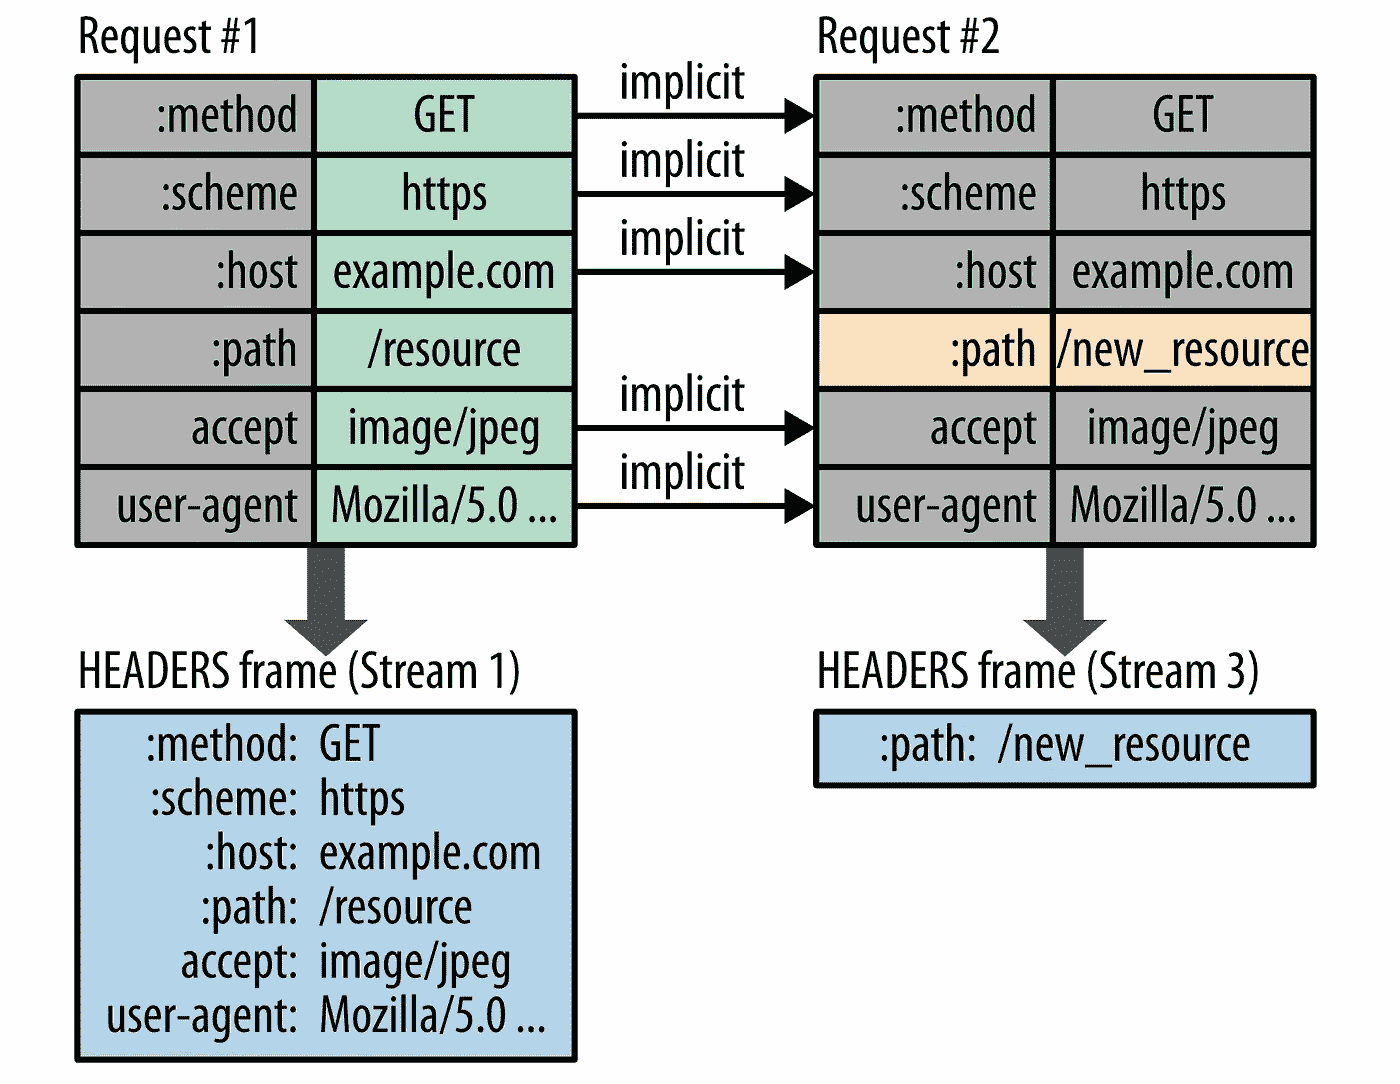 Request #1
:method GET
:scheme https
:host example.com
:path /resource
accept image/jpeg
user-agent Mozilla/5.0 ...
implicit
implicit
implicit
implicit
implicit
Request #2
:method GET
:scheme https
:host example.com
:path /new_resource
accept image/jpeg
user-agent Mozilla/5.0 ...
HEADERS frame (Stream 1)
:method: GET
:scheme: https
:host: example.com
:path: /resource
accept: image/jpeg
user-agent: Mozilla/5.0 ...
HEADERS frame (Stream 3)
:path: /new_resource